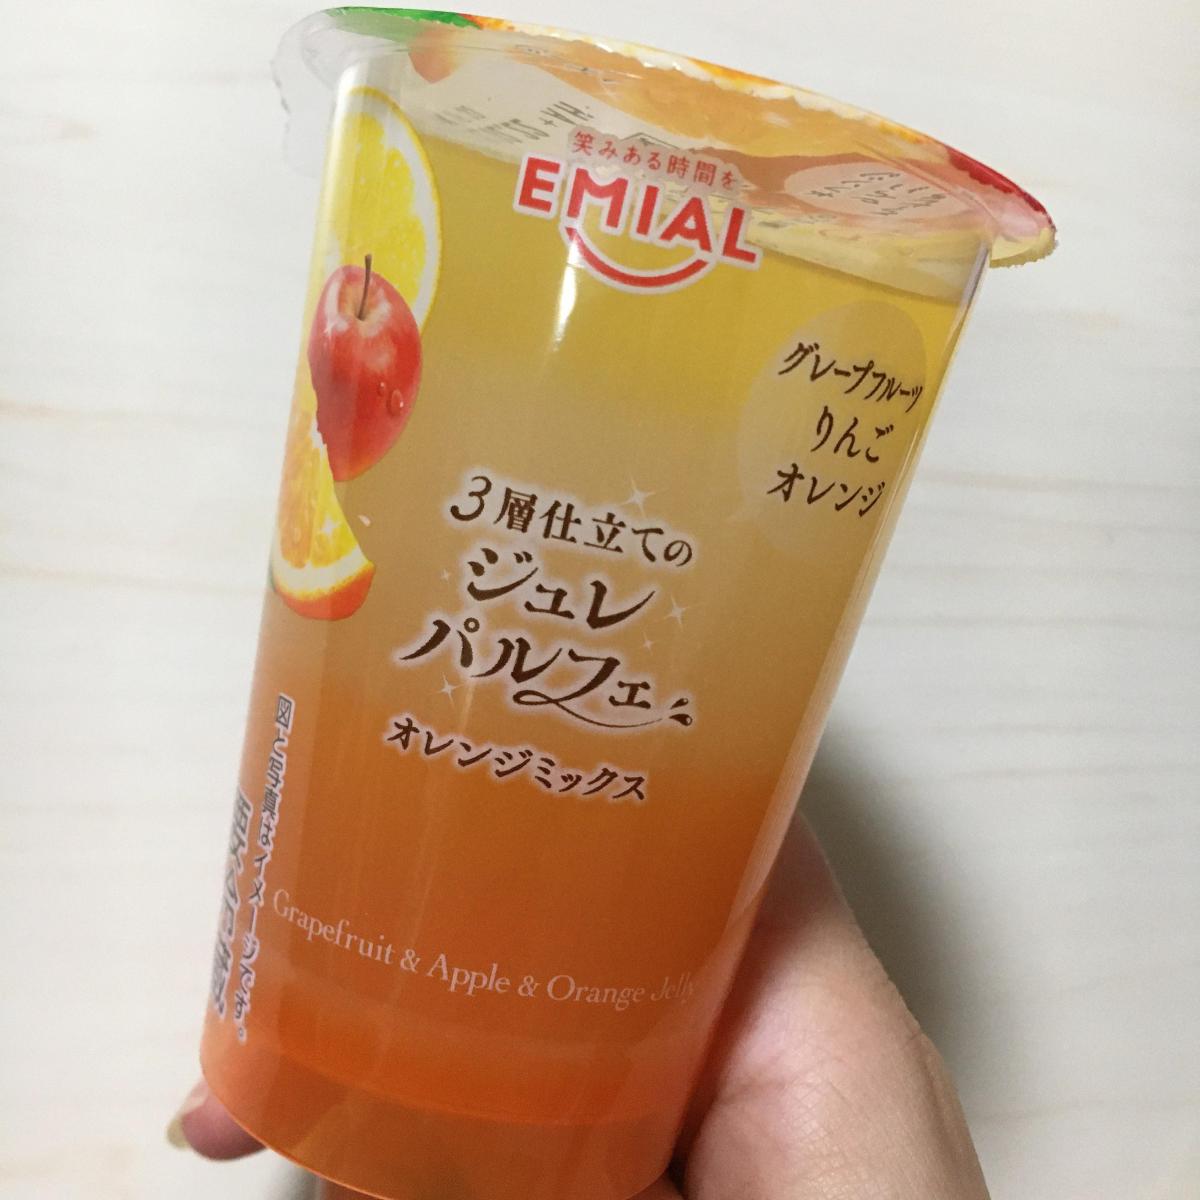 笑みある時間を
EMIAL
グレープフルーツ
りんご
オレンジ
3層仕立ての
ジュレ
パルフェ
オレンジミックス
Grapefruit & Apple & Orange Jelly
図と写真はイメージです。